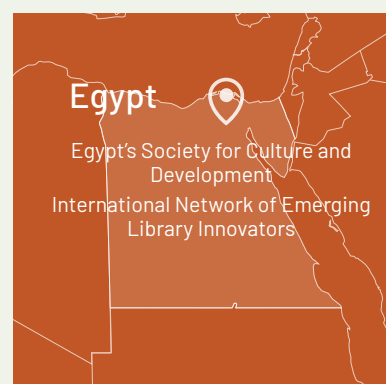 Egypt
Egypt's Society for Culture and
Development
International Network of Emerging
Library Innovators